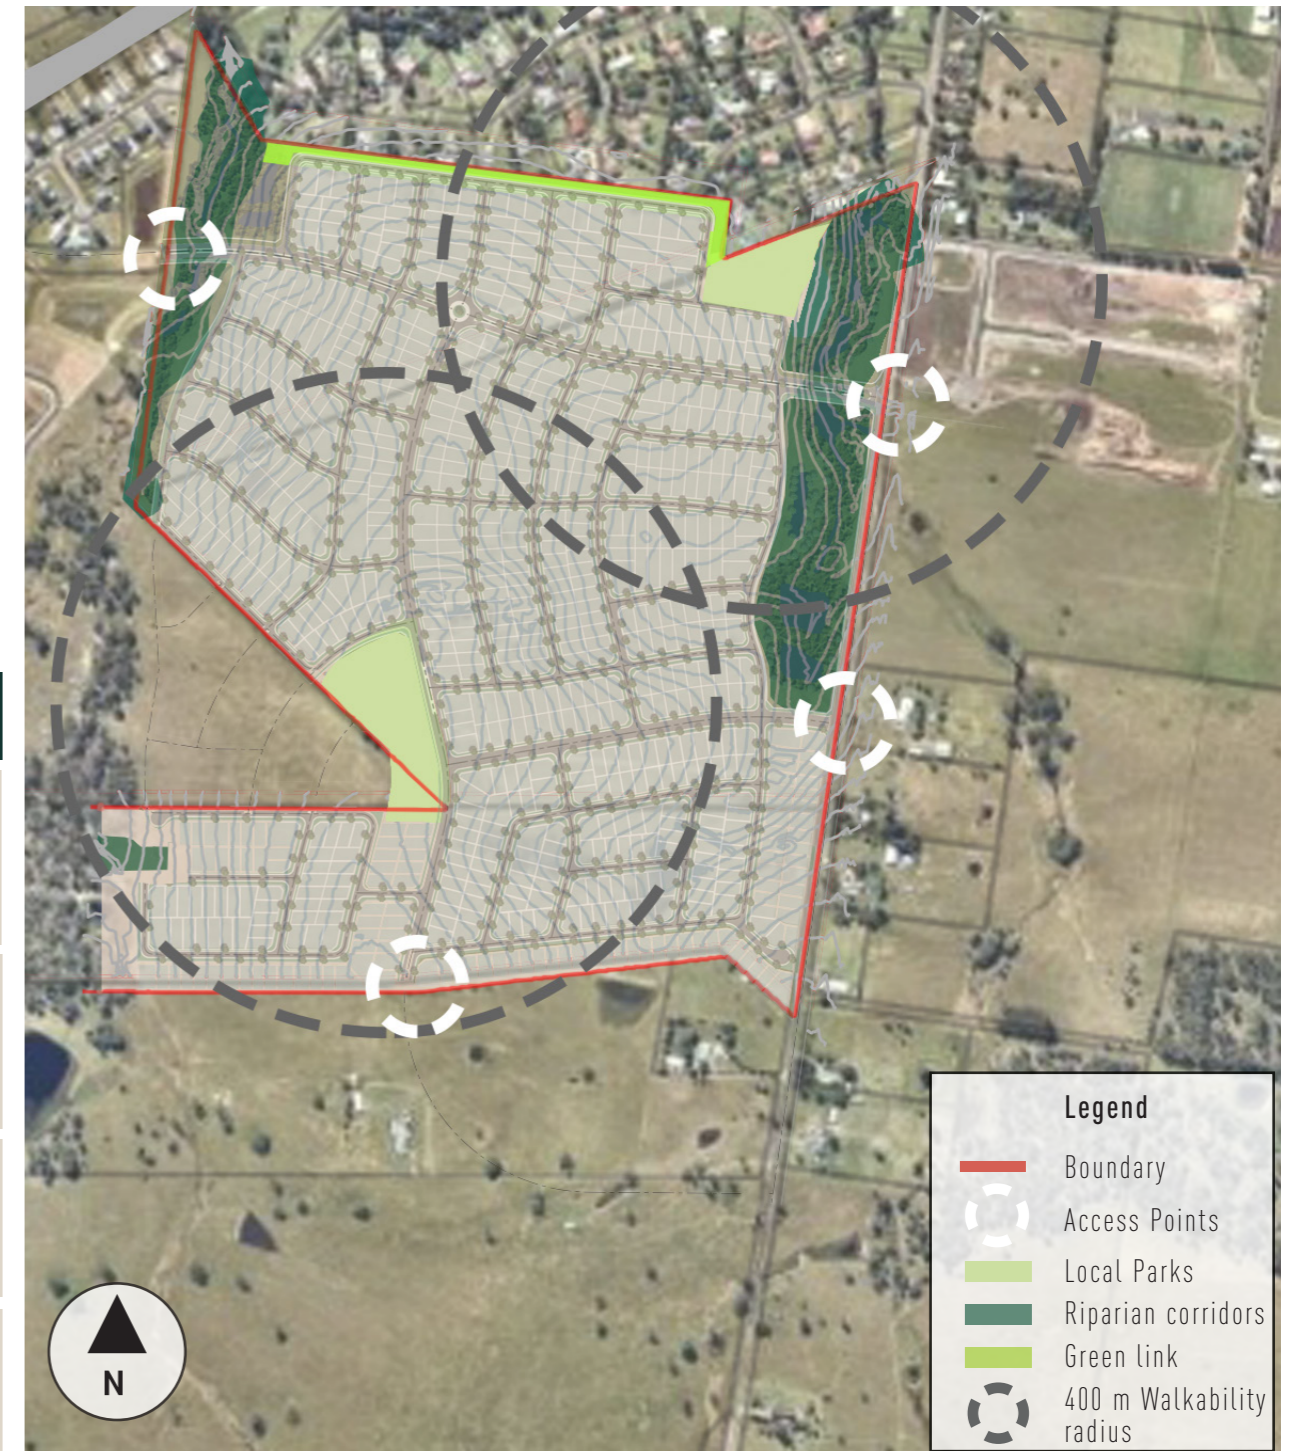 N
Legend
Boundary
Access Points
Local Parks
Riparian corridors
Green link
400 m Walkability
radius